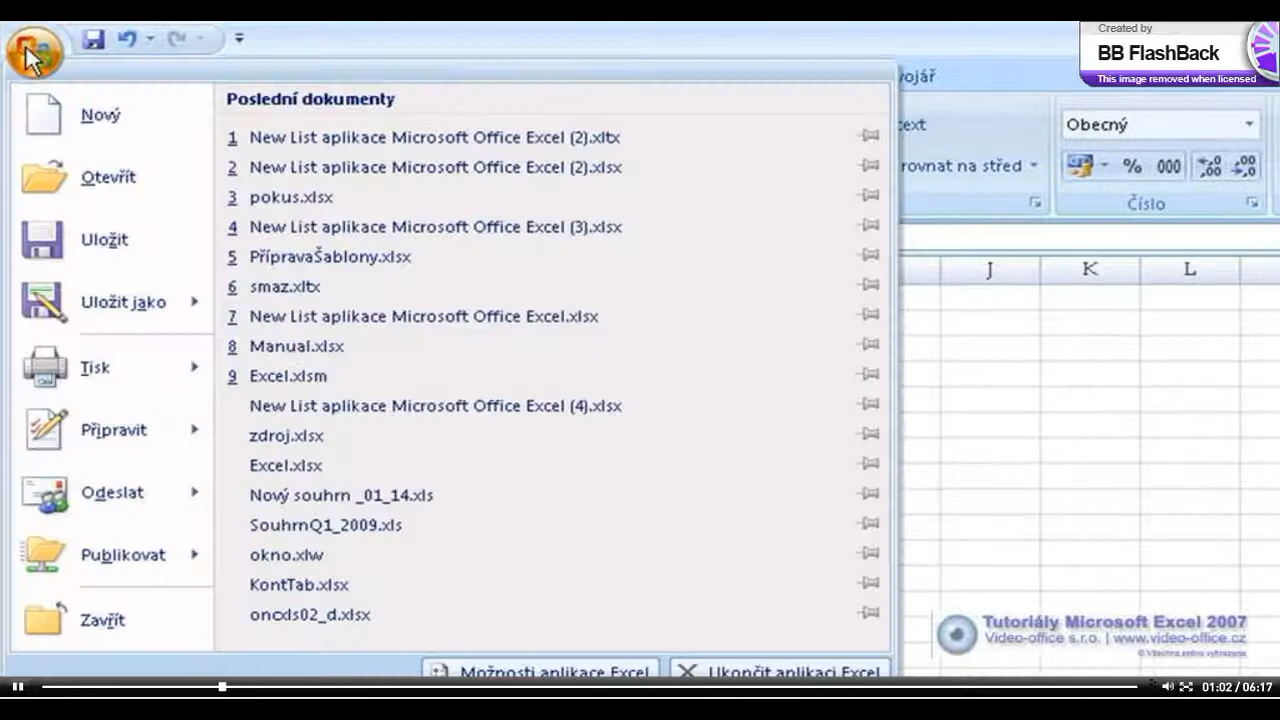 Created by
BB FlashBack
This image removed when licensed
vojář
Nový
Otevřít
Uložit
Uložit jako
Tisk
Připravit
Odeslat
Publikovat
Zavřít
Poslední dokumenty
1 New List aplikace Microsoft Office Excel (2).xltx
2 New List aplikace Microsoft Office Excel (2).xlsx
3 pokus.xlsx
4 New List aplikace Microsoft Office Excel (3).xlsx
5 PřípravaŠablony.xlsx
6 smaz.xltx
7 New List aplikace Microsoft Office Excel.xlsx
8 Manual.xlsx
9 Excel.xlsm
New List aplikace Microsoft Office Excel (4).xlsx
zdroj.xlsx
Excel.xlsx
Nový souhrn _01_14.xls
SouhrnQ1_2009.xls
okno.xlw
KontTab.xlsx
oncxls02_d.xlsx
Možnosti aplikace Excel
Ukončit aplikaci Excel
text
rovnat na střed
Obecný
% 000 ,00 ,00
Číslo
J K L
Tutoriály Microsoft Excel 2007
Video-office s.r.o. | www.video-office.cz
© Všechna práva vyhrazena.
01:02 / 06:17